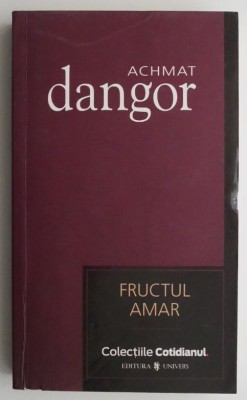 ACHMAT
dangor
FRUCTUL
AMAR
Colecțiile Cotidianul.
EDITURA UNIVERS